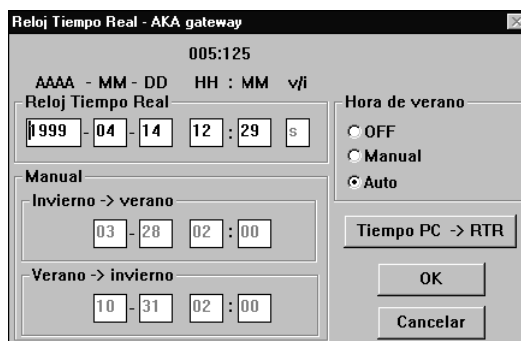 Reloj Tiempo Real - AKA gateway
005:125
AAAA - MM - DD HH : MM v/i
Reloj Tiempo Real
1999 - 04 - 14 12 : 29 s
Hora de verano
OFF
Manual
Auto
Manual
Invierno -> verano
03 - 28 02 : 00
Verano -> invierno
10 - 31 02 : 00
Tiempo PC -> RTR
OK
Cancelar